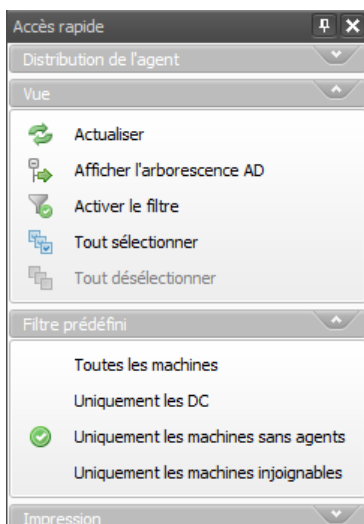 Accès rapide
Distribution de l'agent
Vue
Actualiser
Afficher l'arborescence AD
Activer le filtre
Tout sélectionner
Tout désélectionner
Filtre prédéfini
Toutes les machines
Uniquement les DC
Uniquement les machines sans agents
Uniquement les machines injoignables
Impression